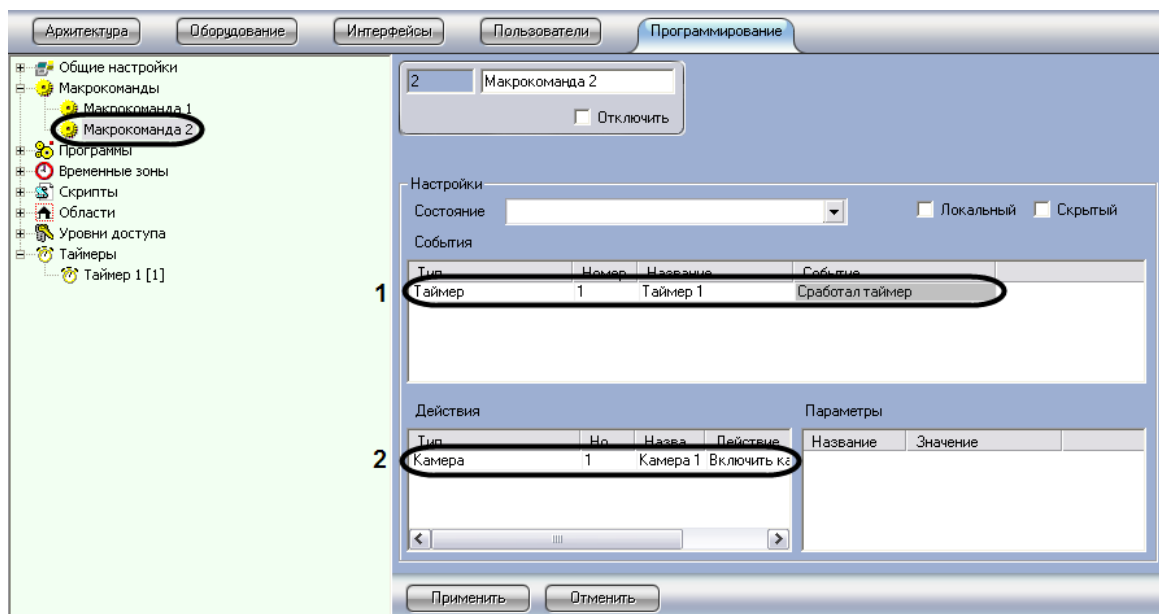 Архитектура Оборудование Интерфейсы Пользователи Программирование
Общие настройки
Макрокоманды
Макрокоманда 1
Макрокоманда 2
Программы
Временные зоны
Скрипты
Области
Уровни доступа
Таймеры
Таймер 1 [1]
2 Макрокоманда 2
Отключить
Настройки
Состояние Локальный Скрытый
События
Тип Номер Название Событие
1 Таймер 1 Таймер 1 Сработал таймер
Действия
Тип Но Назва Действие
2 Камера 1 Камера 1 Включить ка
Параметры
Название Значение
Применить Отменить